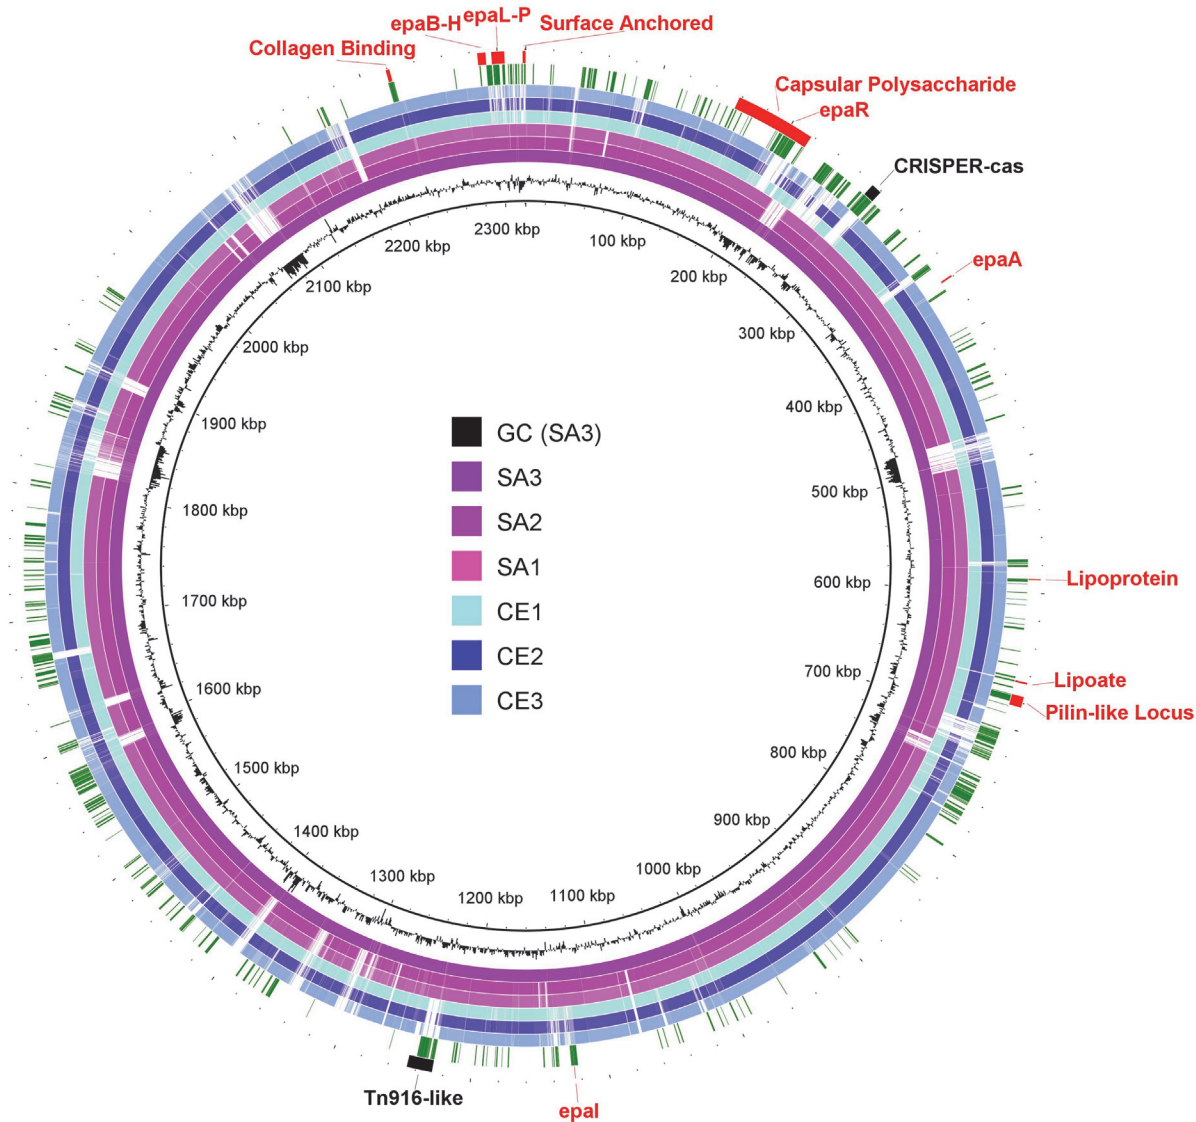 epaB-H
epaL-P
Surface Anchored
Collagen Binding
Capsular Polysaccharide
epaR
CRISPER-cas
epaA
Lipoprotein
Lipoate
Pilin-like Locus
epaI
Tn916-like
2300 kbp
100 kbp
200 kbp
300 kbp
400 kbp
500 kbp
600 kbp
700 kbp
800 kbp
900 kbp
1000 kbp
1100 kbp
1200 kbp
1300 kbp
1400 kbp
1500 kbp
1600 kbp
1700 kbp
1800 kbp
1900 kbp
2000 kbp
2100 kbp
2200 kbp
GC (SA3)
SA3
SA2
SA1
CE1
CE2
CE3